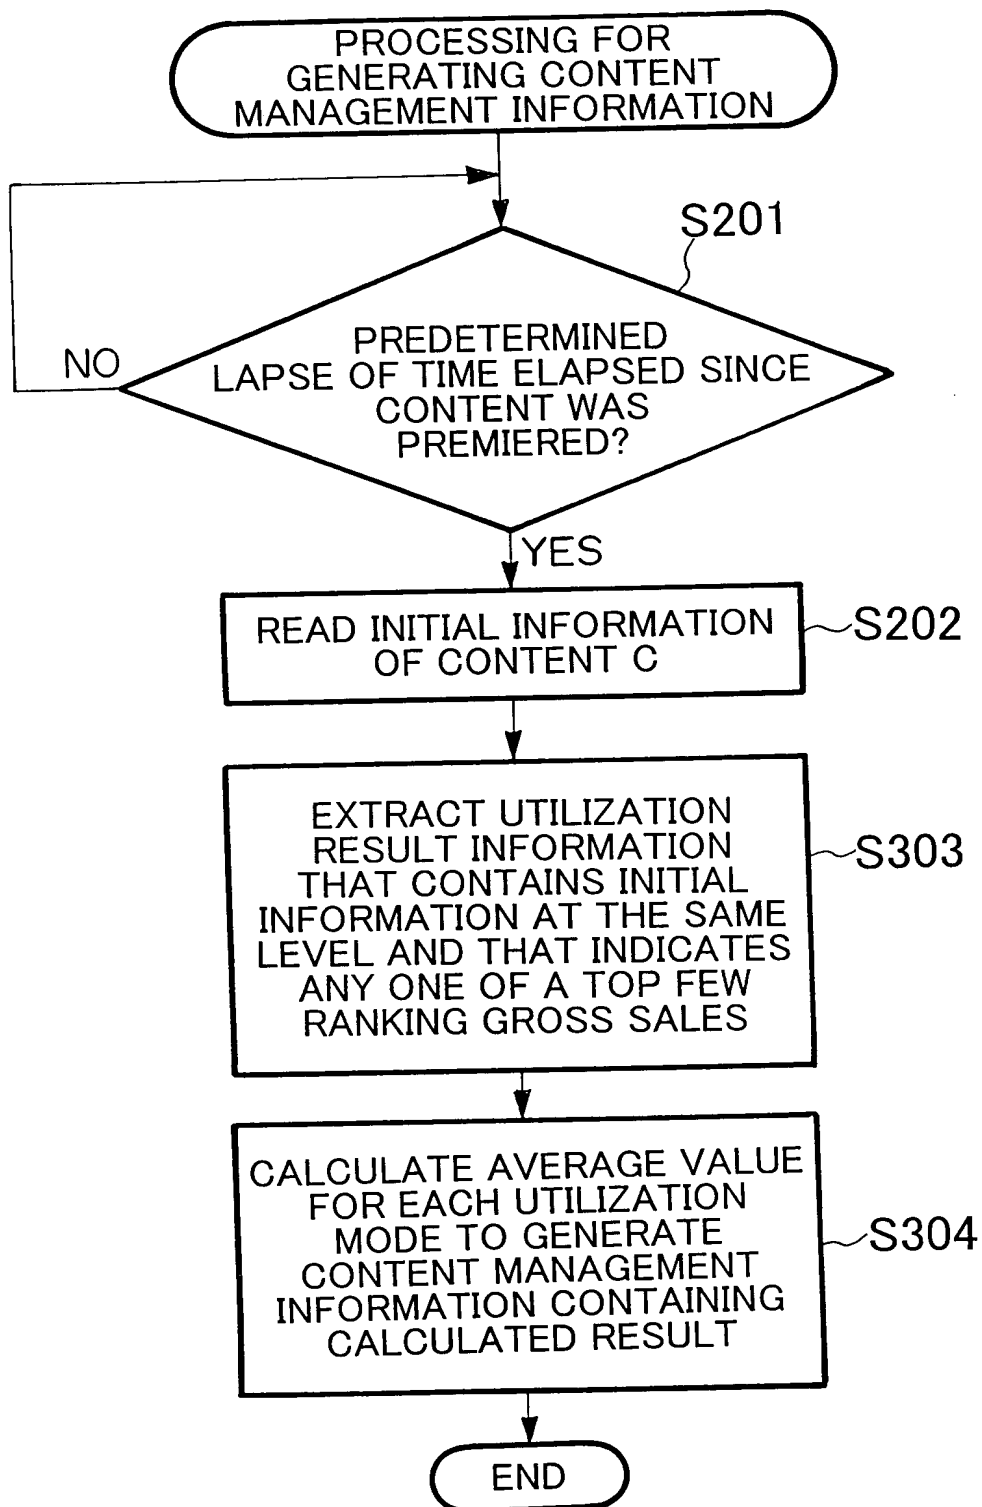 PROCESSING FOR
GENERATING CONTENT
MANAGEMENT INFORMATION
S201
PREDETERMINED
LAPSE OF TIME ELAPSED SINCE
CONTENT WAS
PREMIERED?
NO
YES
READ INITIAL INFORMATION
OF CONTENT C
S202
EXTRACT UTILIZATION
RESULT INFORMATION
THAT CONTAINS INITIAL
INFORMATION AT THE SAME
LEVEL AND THAT INDICATES
ANY ONE OF A TOP FEW
RANKING GROSS SALES
S303
CALCULATE AVERAGE VALUE
FOR EACH UTILIZATION
MODE TO GENERATE
CONTENT MANAGEMENT
INFORMATION CONTAINING
CALCULATED RESULT
S304
END